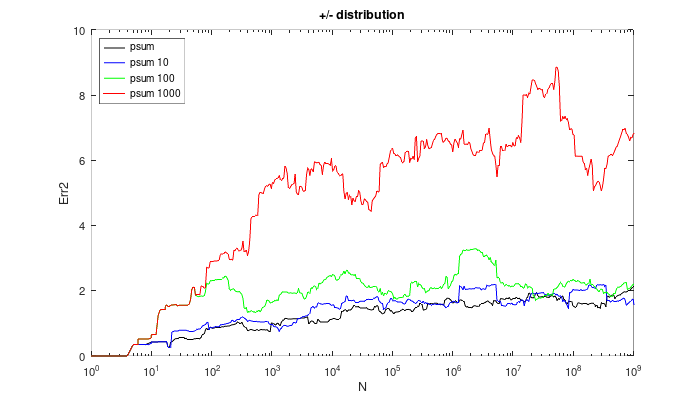 +/- distribution
10
8
6
4
2
0
Err2
psum
psum 10
psum 100
psum 1000
10⁰ 10¹ 10² 10³ 10⁴ 10⁵ 10⁶ 10⁷ 10⁸ 10⁹
N